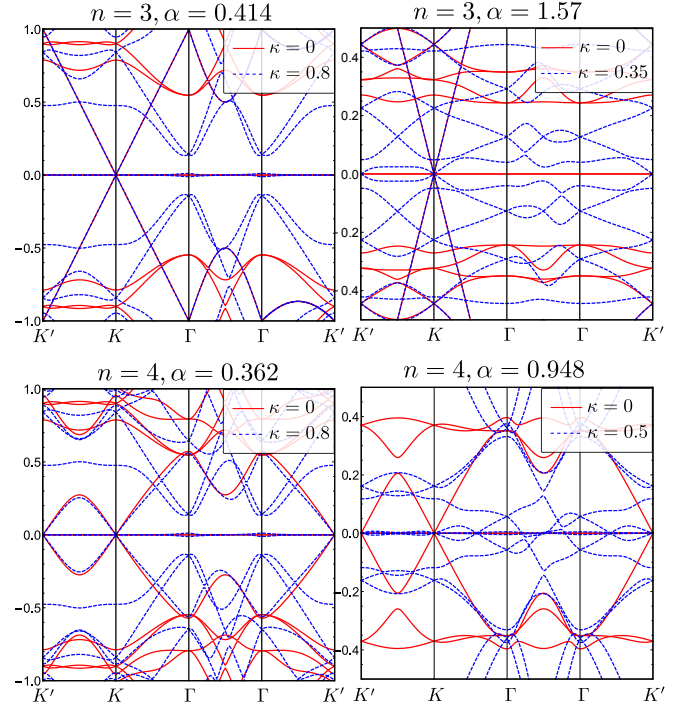 n = 3, α = 0.414
κ = 0
κ = 0.8
1.0
0.5
0.0
−0.5
−1.0
K′ K Γ Γ K′
n = 3, α = 1.57
κ = 0
κ = 0.35
0.4
0.2
0.0
0.2
0.4
K′ K Γ Γ K′
n = 4, α = 0.362
κ = 0
κ = 0.8
1.0
0.5
0.0
−0.5
−1.0
K′ K Γ Γ K′
n = 4, α = 0.948
κ = 0
κ = 0.5
0.4
0.2
0.0
−0.2
−0.4
K′ K Γ Γ K′